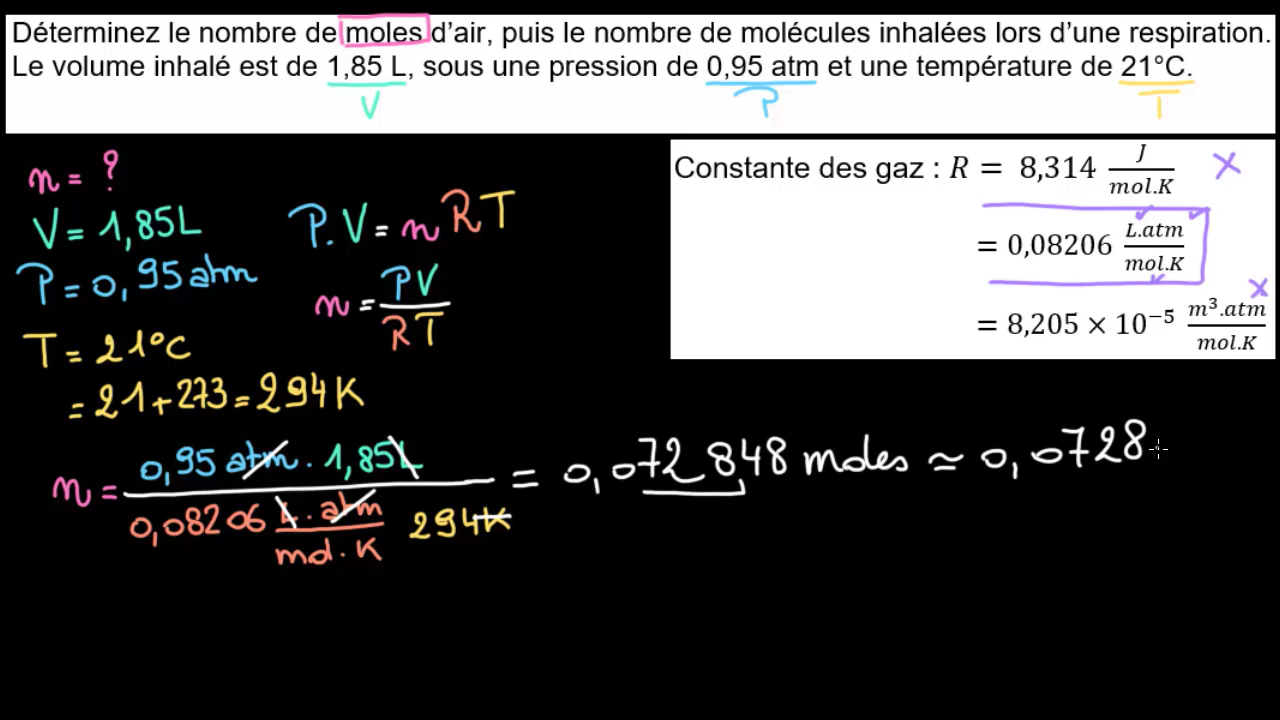 Déterminez le nombre de moles d'air, puis le nombre de molécules inhalées lors d'une respiration.
Le volume inhalé est de 1,85 L, sous une pression de 0,95 atm et une température de 21°C.
V P T
Constante des gaz : R = 8,314 J/mol.K X
= 0,08206 L.atm/mol.K
= 8,205 × 10⁻⁵ m³.atm/mol.K X
n = ?
V = 1,85L
P = 0,95 atm
T = 21°C
= 21 + 273 = 294 K
P.V = n R T
n = PV/RT
n = 0,95 atm . 1,85L / 0,08206 L.atm/mol.K 294K = 0,072848 moles ≃ 0,0728